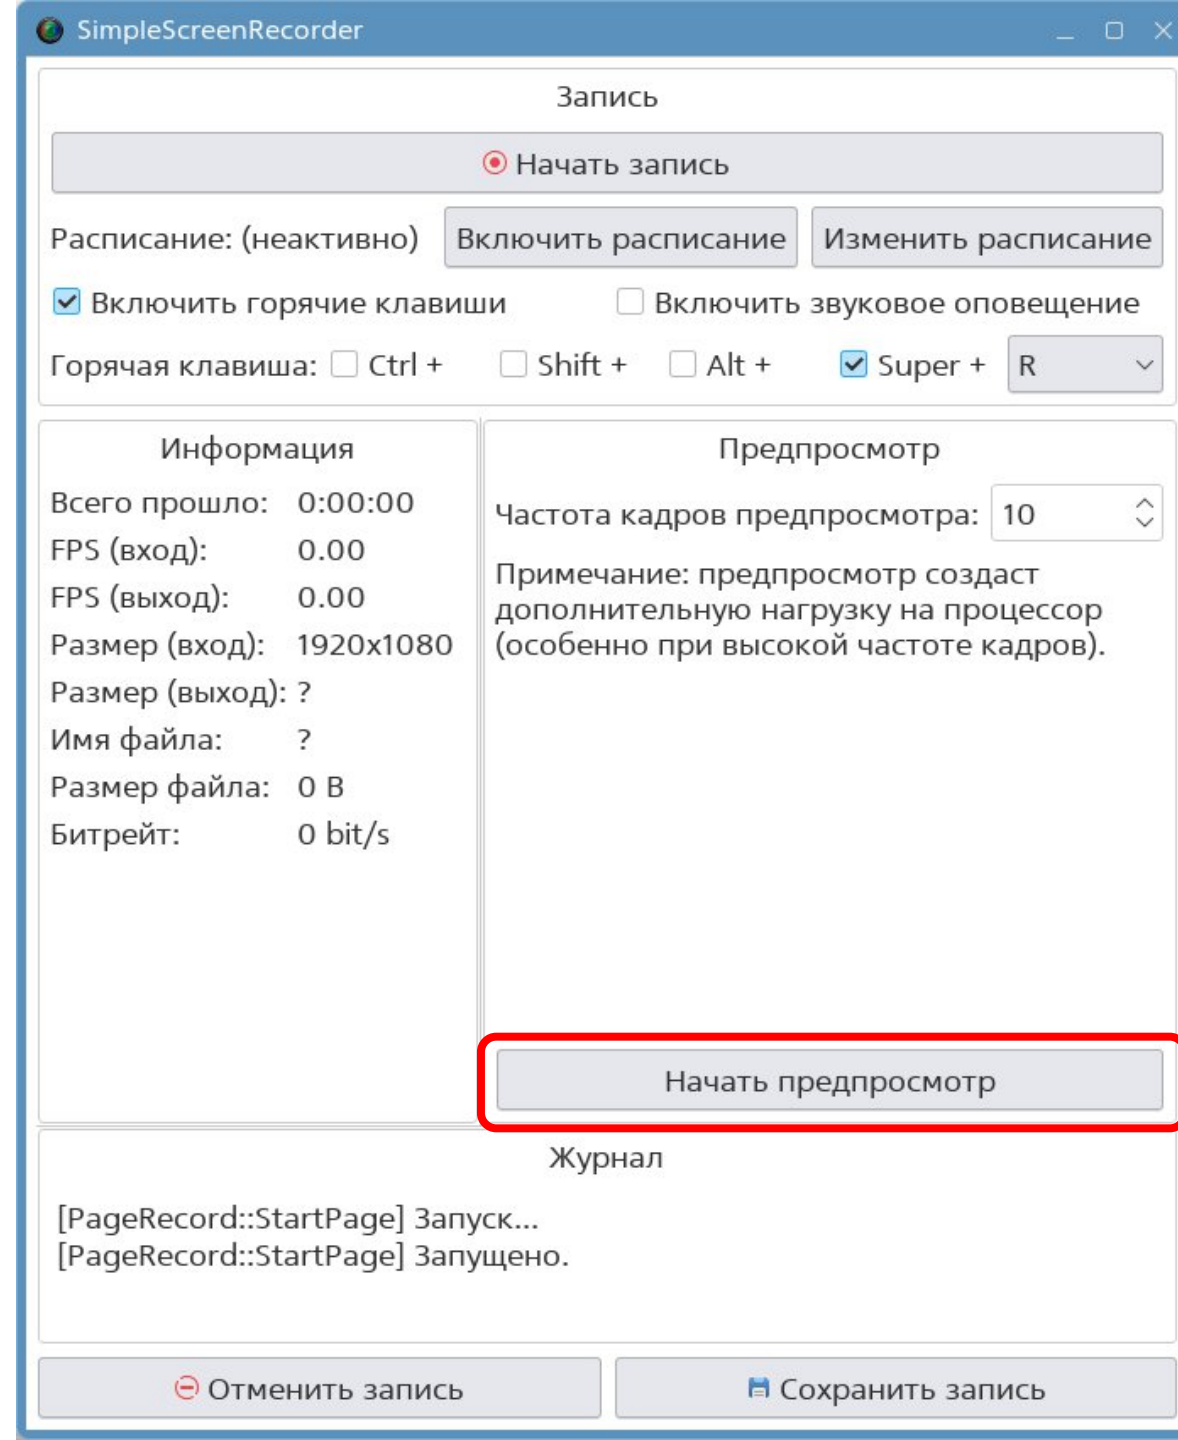 SimpleScreenRecorder
Запись
Начать запись
Расписание: (неактивно) Включить расписание Изменить расписание
Включить горячие клавиши Включить звуковое оповещение
Горячая клавиша: Ctrl + Shift + Alt + Super + R
Информация
Всего прошло: 0:00:00
FPS (вход): 0.00
FPS (выход): 0.00
Размер (вход): 1920x1080
Размер (выход): ?
Имя файла: ?
Размер файла: 0 B
Битрейт: 0 bit/s
Предпросмотр
Частота кадров предпросмотра: 10
Примечание: предпросмотр создаст
дополнительную нагрузку на процессор
(особенно при высокой частоте кадров).
Начать предпросмотр
Журнал
[PageRecord::StartPage] Запуск...
[PageRecord::StartPage] Запущено.
Отменить запись Сохранить запись